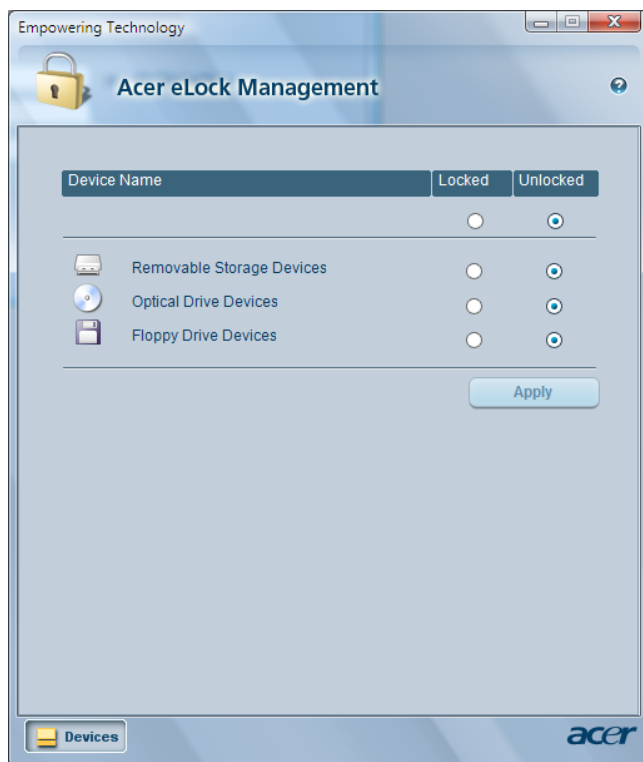 Empowering Technology
Acer eLock Management
Device Name Locked Unlocked
Removable Storage Devices
Optical Drive Devices
Floppy Drive Devices
Apply
Devices
acer